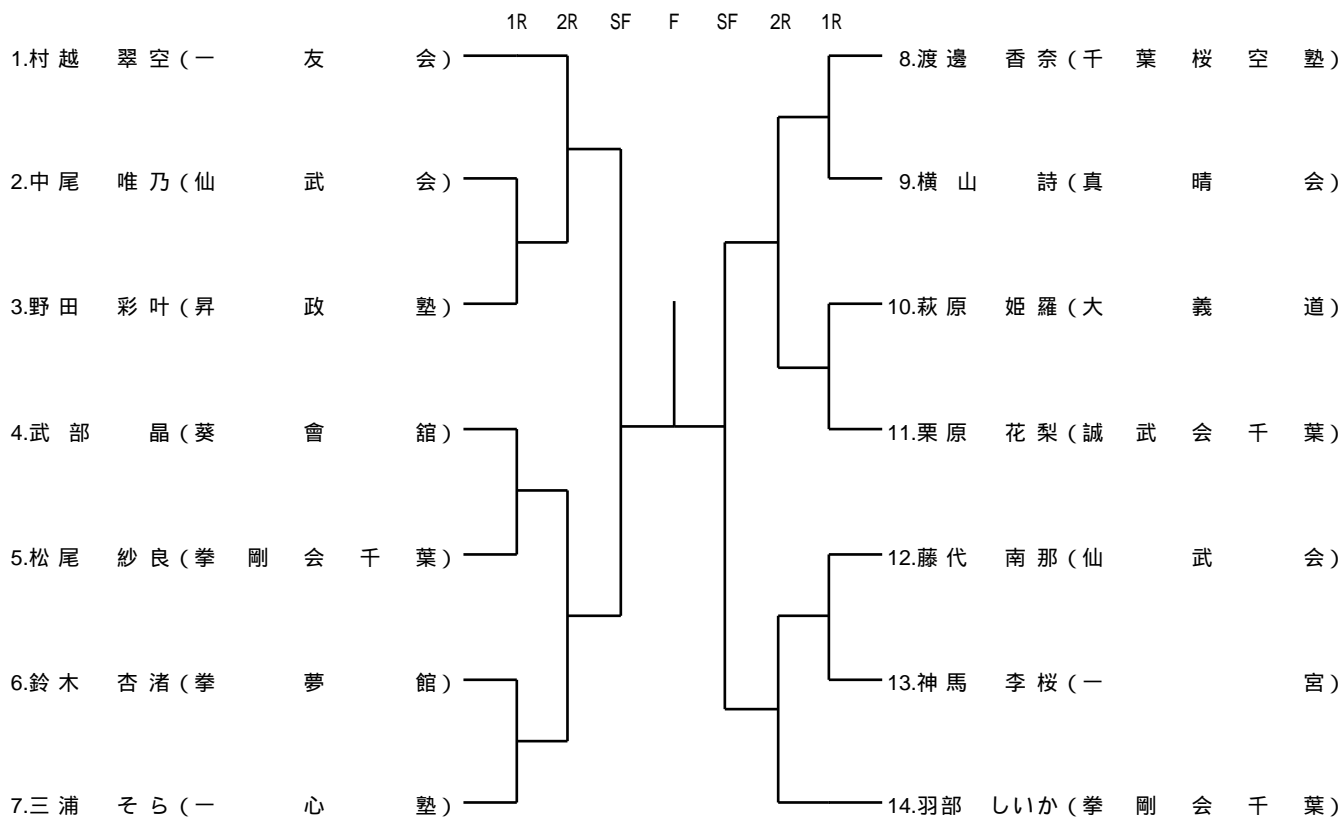 1R 2R SF F SF 2R 1R
1.村越 翠空(一友会)
2.中尾 唯乃(仙武会)
3.野田 彩叶(昇政塾)
4.武部 晶(葵會舘)
5.松尾 紗良(拳剛会千葉)
6.鈴木 杏渚(拳夢館)
7.三浦 そら(一心塾)
8.渡邊 香奈(千葉桜空塾)
9.横山 詩(真晴会)
10.萩原 姫羅(大義道)
11.栗原 花梨(誠武会千葉)
12.藤代 南那(仙武会)
13.神馬 李桜(一宮)
14.羽部 しいか(拳剛会千葉)